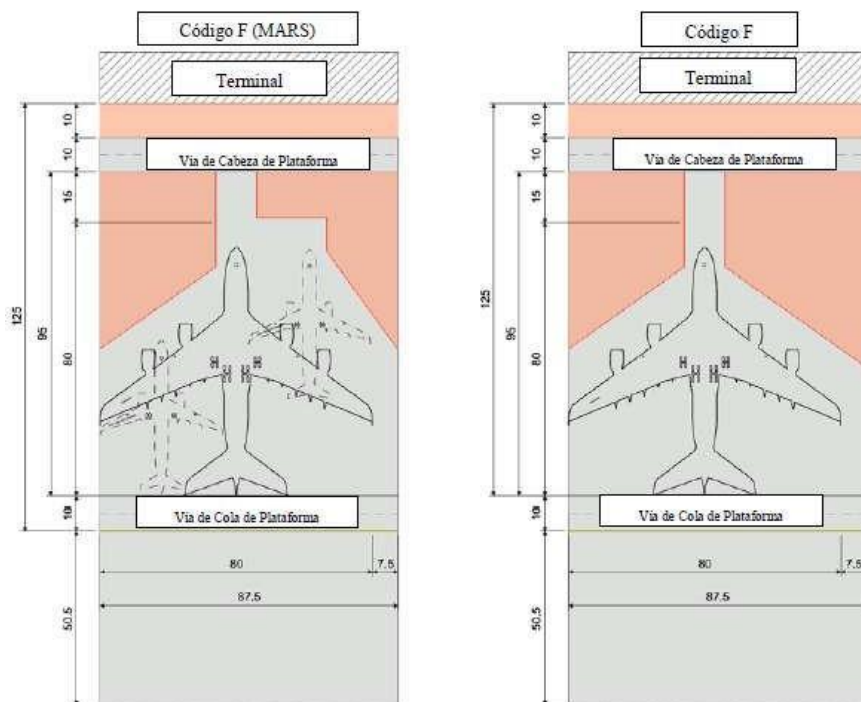 Código F (MARS)
Terminal
10
10
Vía de Cabeza de Plataforma
15
125
95
80
10
Vía de Cola de Plataforma
80
7.5
87.5
50.5
Código F
Terminal
10
10
Vía de Cabeza de Plataforma
15
125
95
80
10
Vía de Cola de Plataforma
80
7.5
87.5
50.5